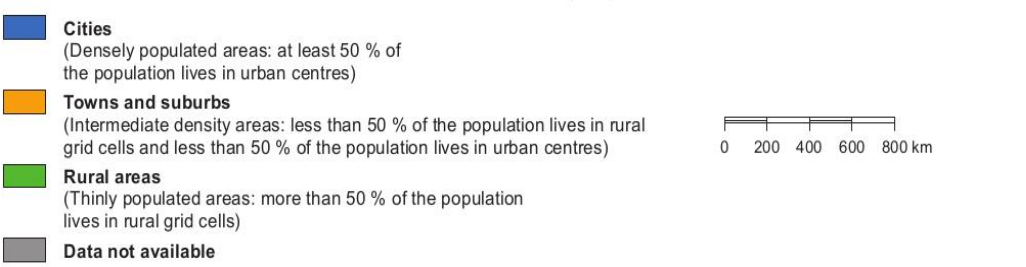 Cities
(Densely populated areas: at least 50 % of
the population lives in urban centres)
Towns and suburbs
(Intermediate density areas: less than 50 % of the population lives in rural
grid cells and less than 50 % of the population lives in urban centres)
Rural areas
(Thinly populated areas: more than 50 % of the population
lives in rural grid cells)
Data not available
0 200 400 600 800 km